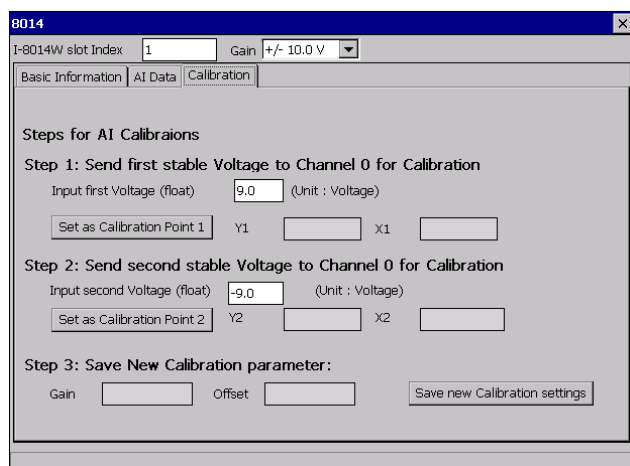 8014
I-8014W slot Index 1 Gain +/- 10.0 V
Basic Information AI Data Calibration
Steps for AI Calibraions
Step 1: Send first stable Voltage to Channel 0 for Calibration
Input first Voltage (float) 9.0 (Unit : Voltage)
Set as Calibration Point 1 Y1 X1
Step 2: Send second stable Voltage to Channel 0 for Calibration
Input second Voltage (float) -9.0 (Unit : Voltage)
Set as Calibration Point 2 Y2 X2
Step 3: Save New Calibration parameter:
Gain Offset Save new Calibration settings